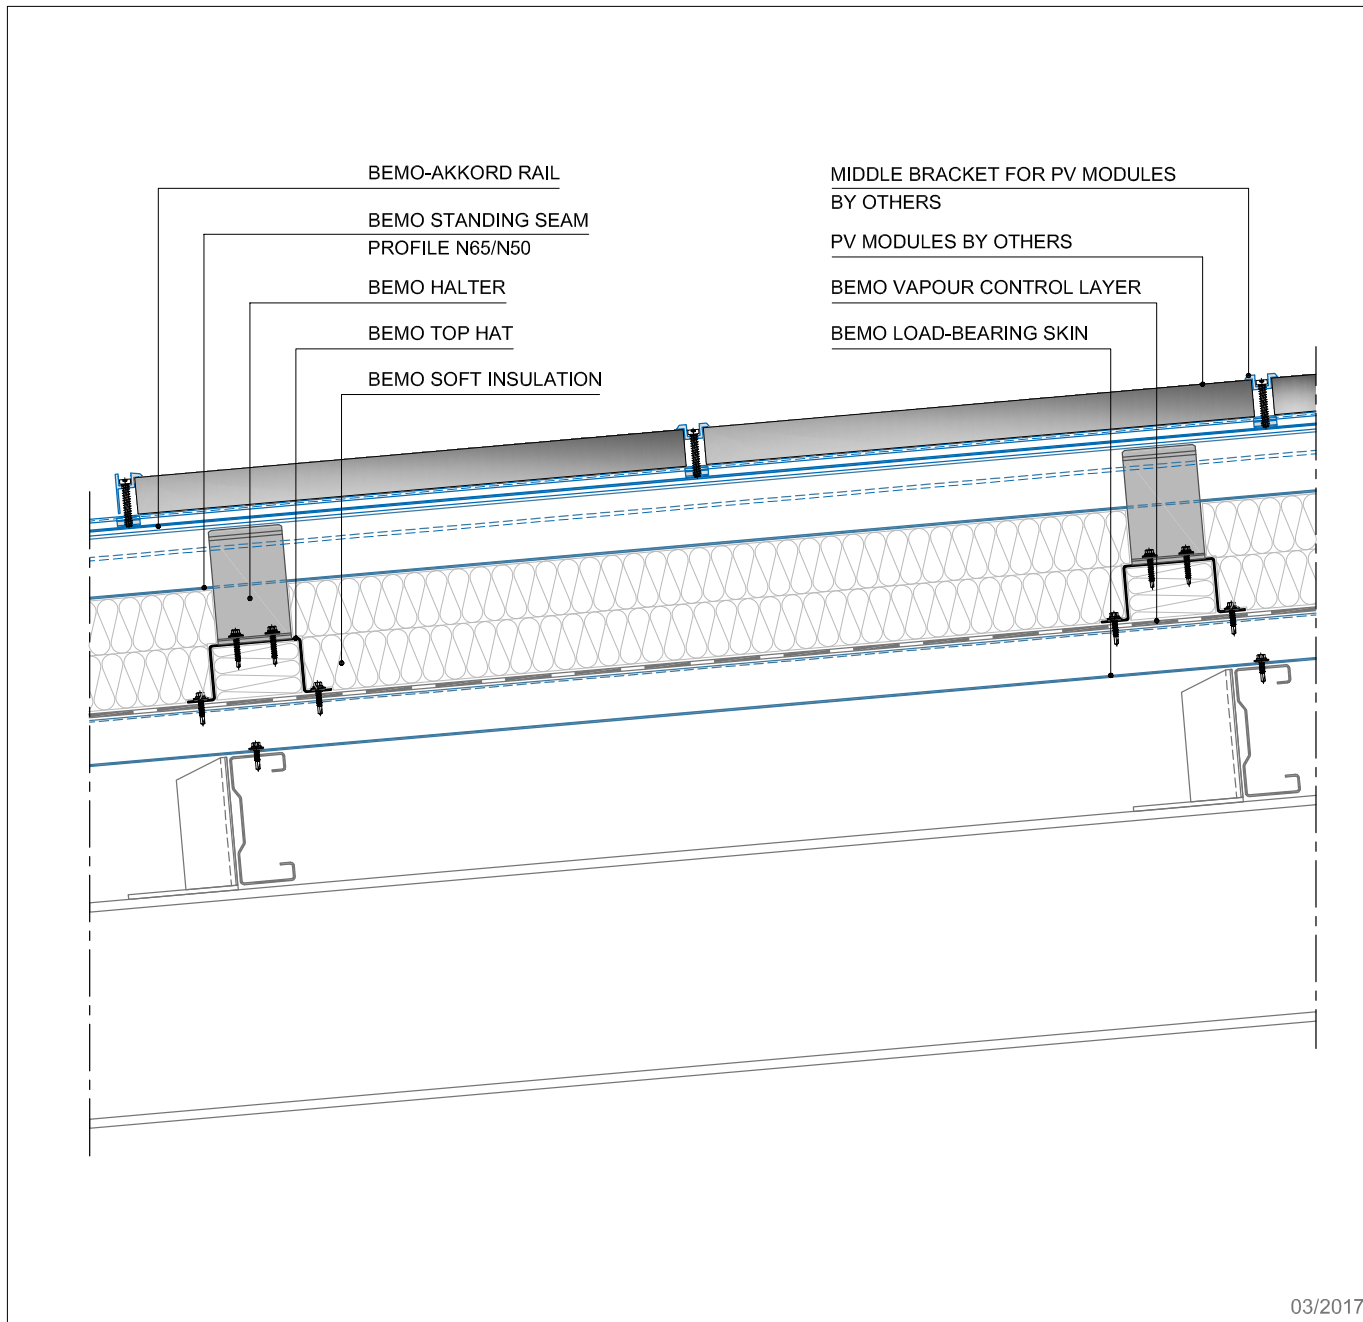 BEMO-AKKORD RAIL
BEMO STANDING SEAM
PROFILE N65/N50
BEMO HALTER
BEMO TOP HAT
BEMO SOFT INSULATION
MIDDLE BRACKET FOR PV MODULES
BY OTHERS
PV MODULES BY OTHERS
BEMO VAPOUR CONTROL LAYER
BEMO LOAD-BEARING SKIN
03/2017